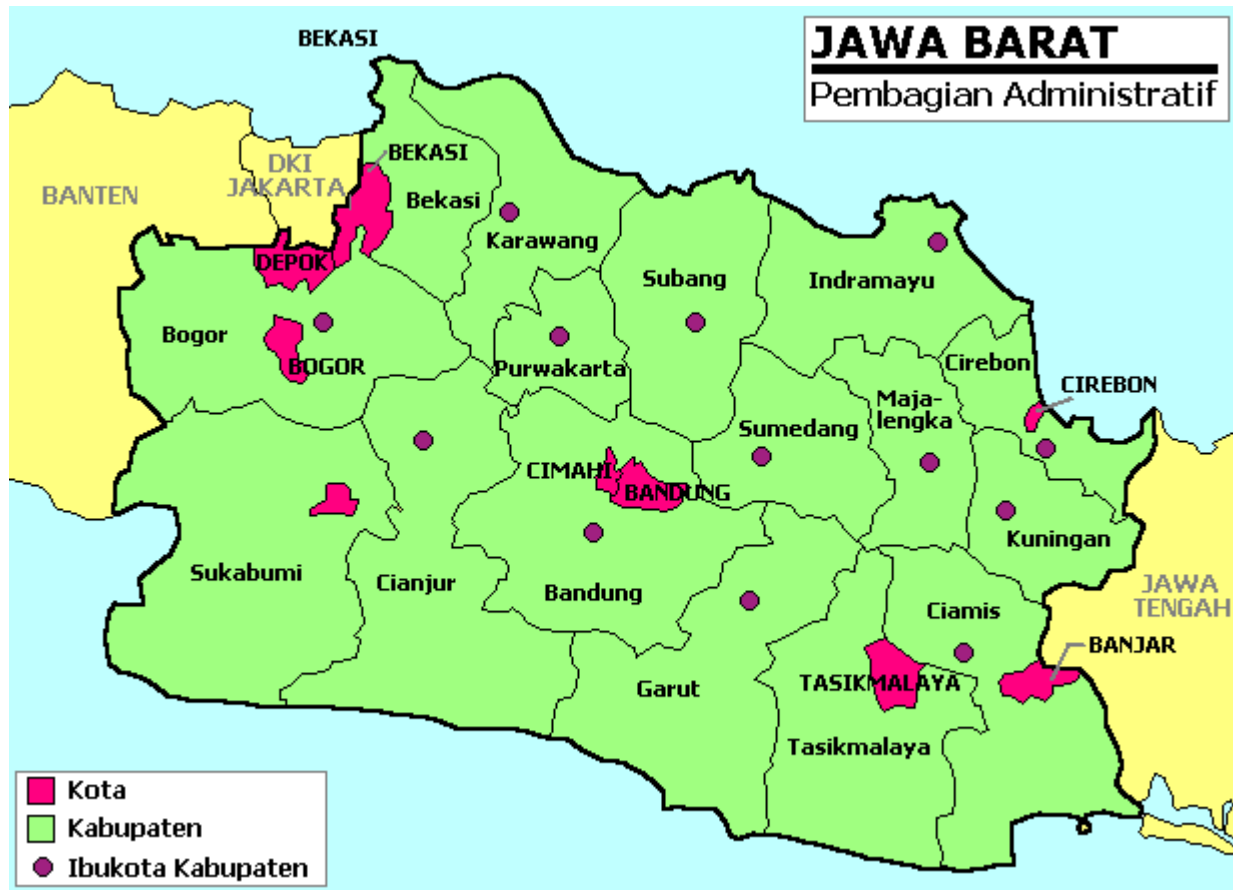 BEKASI
JAWA BARAT
Pembagian Administratif
BEKASI
DKI
JAKARTA
BANTEN
Bekasi
Karawang
DEPOK
Subang
Indramayu
Bogor
BOGOR
Purwakarta
Cirebon
CIREBON
Maja-
lengka
Sumedang
CIMAHI
BANDUNG
Kuningan
Sukabumi
Cianjur
Bandung
JAWA
TENGAH
Ciamis
BANJAR
Garut
TASIKMALAYA
Tasikmalaya
Kota
Kabupaten
Ibukota Kabupaten